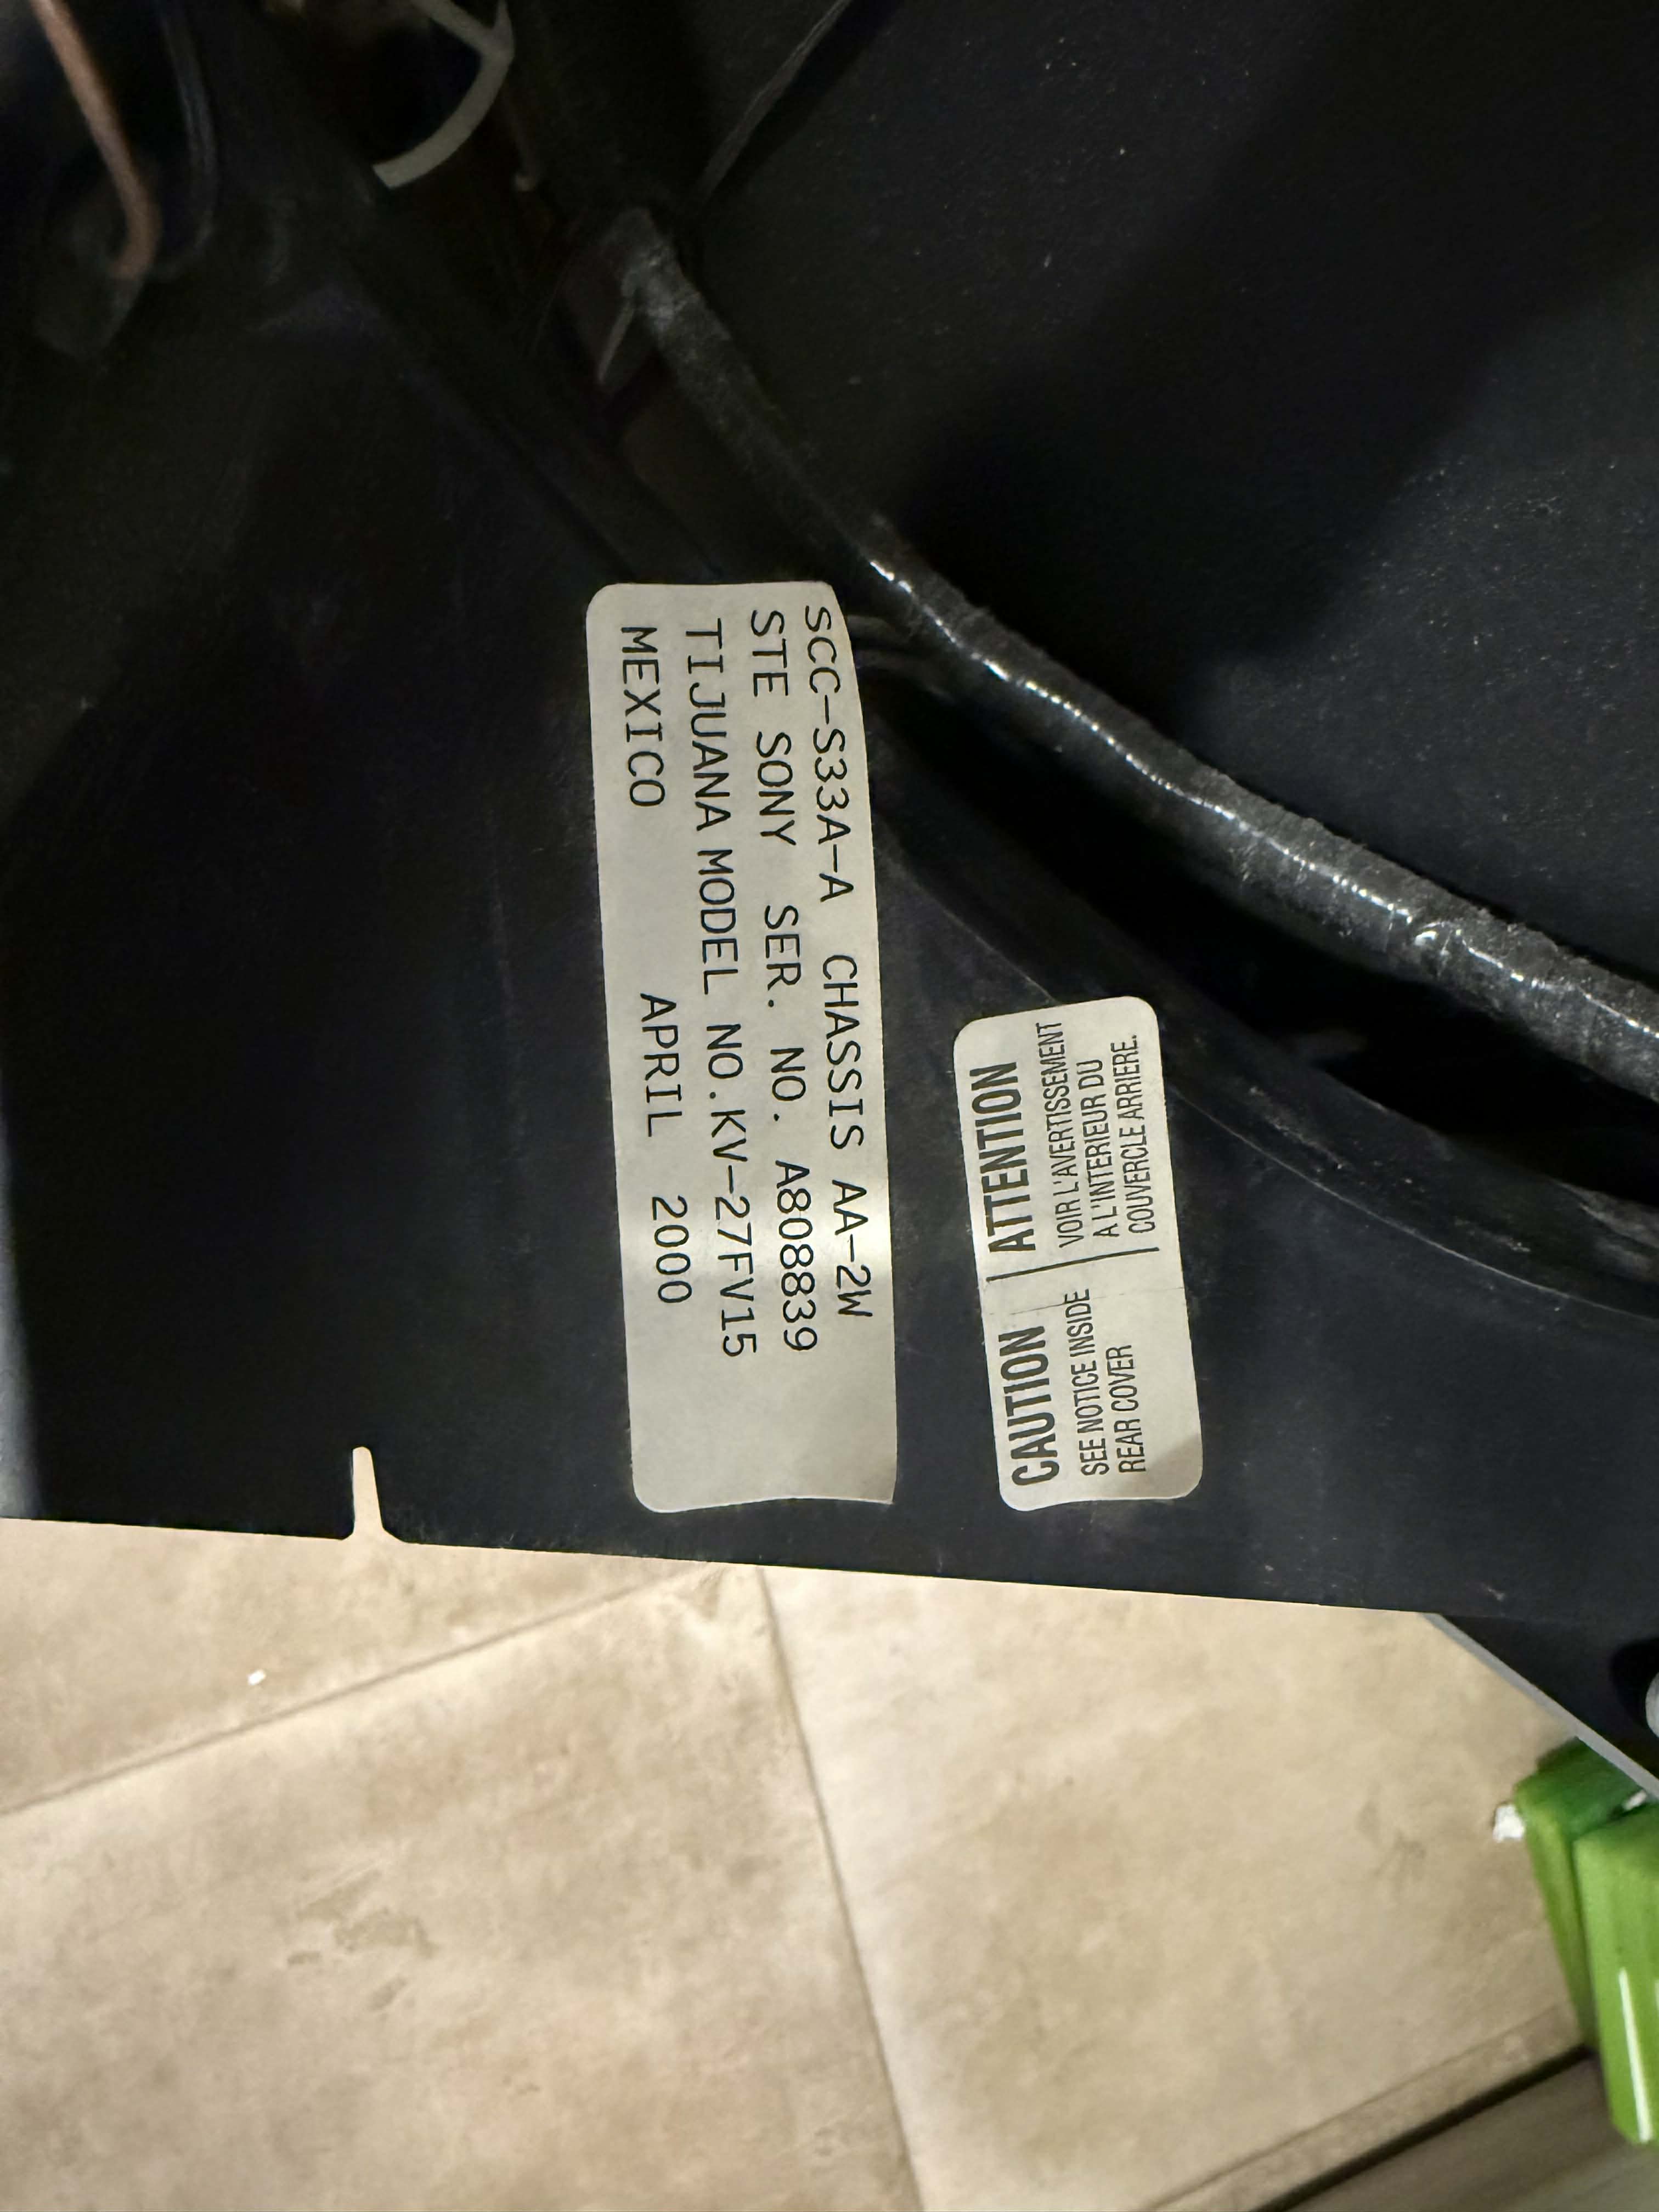 SCC-S33A-A CHASSIS AA-2W
STE SONY SER. NO. A808839
TIJUANA MODEL NO.KV-27FV15
MEXICO APRIL 2000
CAUTION
SEE NOTICE INSIDE
REAR COVER
ATTENTION
VOIR L'AVERTISSEMENT
A L'INTERIEUR DU
COUVERCLE ARRIERE.